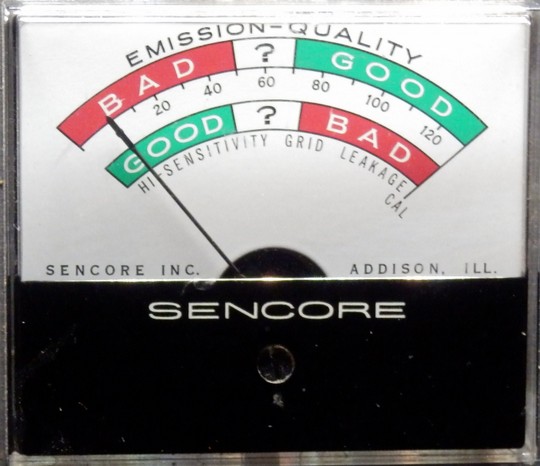 EMISSION-QUALITY
BAD ? GOOD
20 40 60 80 100 120
GOOD ? BAD
HI-SENSITIVITY GRID LEAKAGE
CAL
SENCORE INC. ADDISON, ILL.
SENCORE